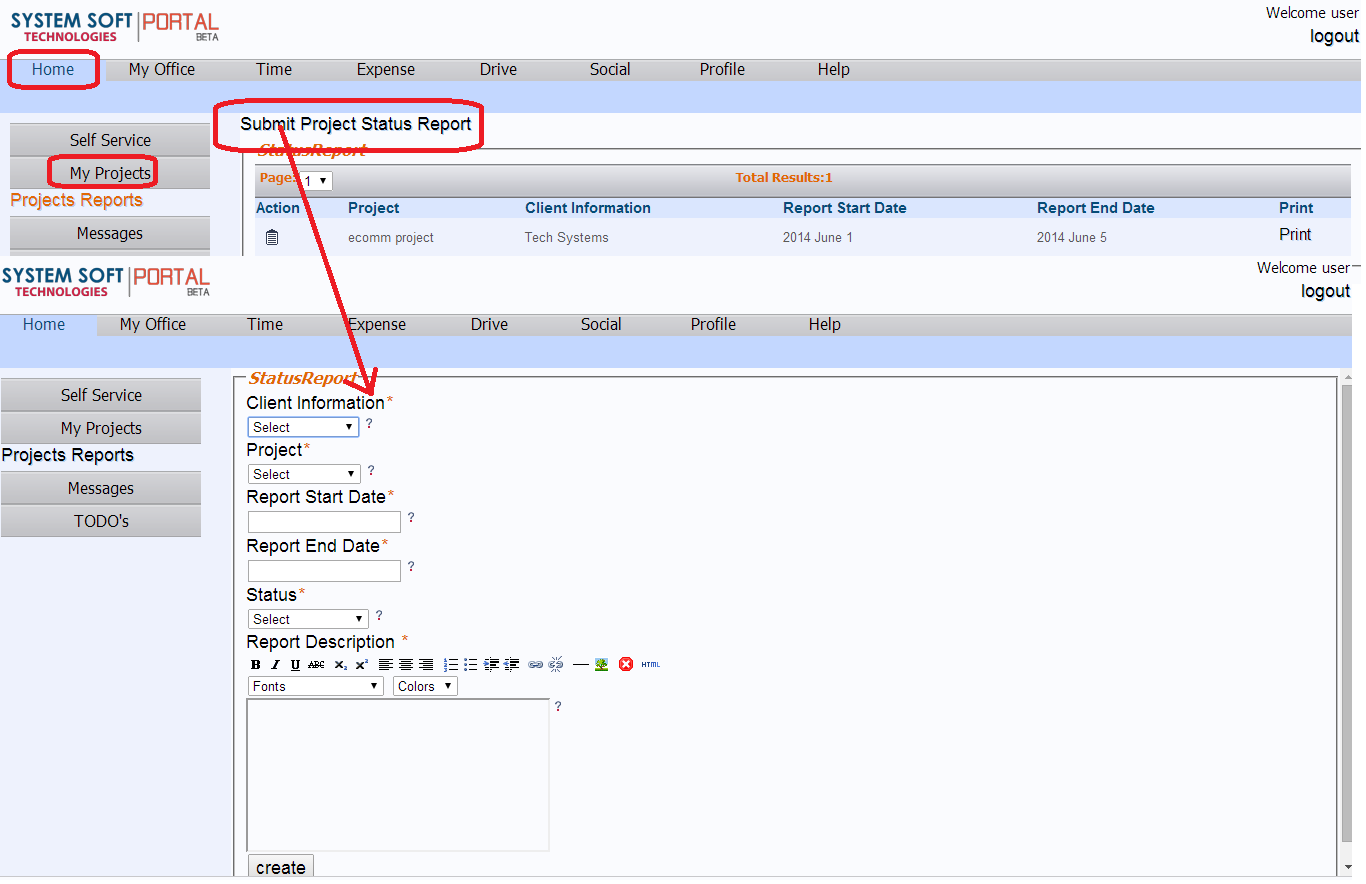 SYSTEM SOFT PORTAL
TECHNOLOGIES BETA
Welcome user
logout
Home My Office Time Expense Drive Social Profile Help
Submit Project Status Report
Self Service
My Projects
Projects Reports
Messages
StatusReport
Page: 1 Total Results:1
Action Project Client Information Report Start Date Report End Date Print
ecomm project Tech Systems 2014 June 1 2014 June 5 Print
SYSTEM SOFT PORTAL
TECHNOLOGIES BETA
Welcome user
logout
Home My Office Time Expense Drive Social Profile Help
Self Service
My Projects
Projects Reports
Messages
TODO's
StatusReport
Client Information*
Select ?
Project*
Select ?
Report Start Date*
?
Report End Date*
?
Status*
Select ?
Report Description *
B I U ABC X2 X2 HTML
Fonts Colors
?
create